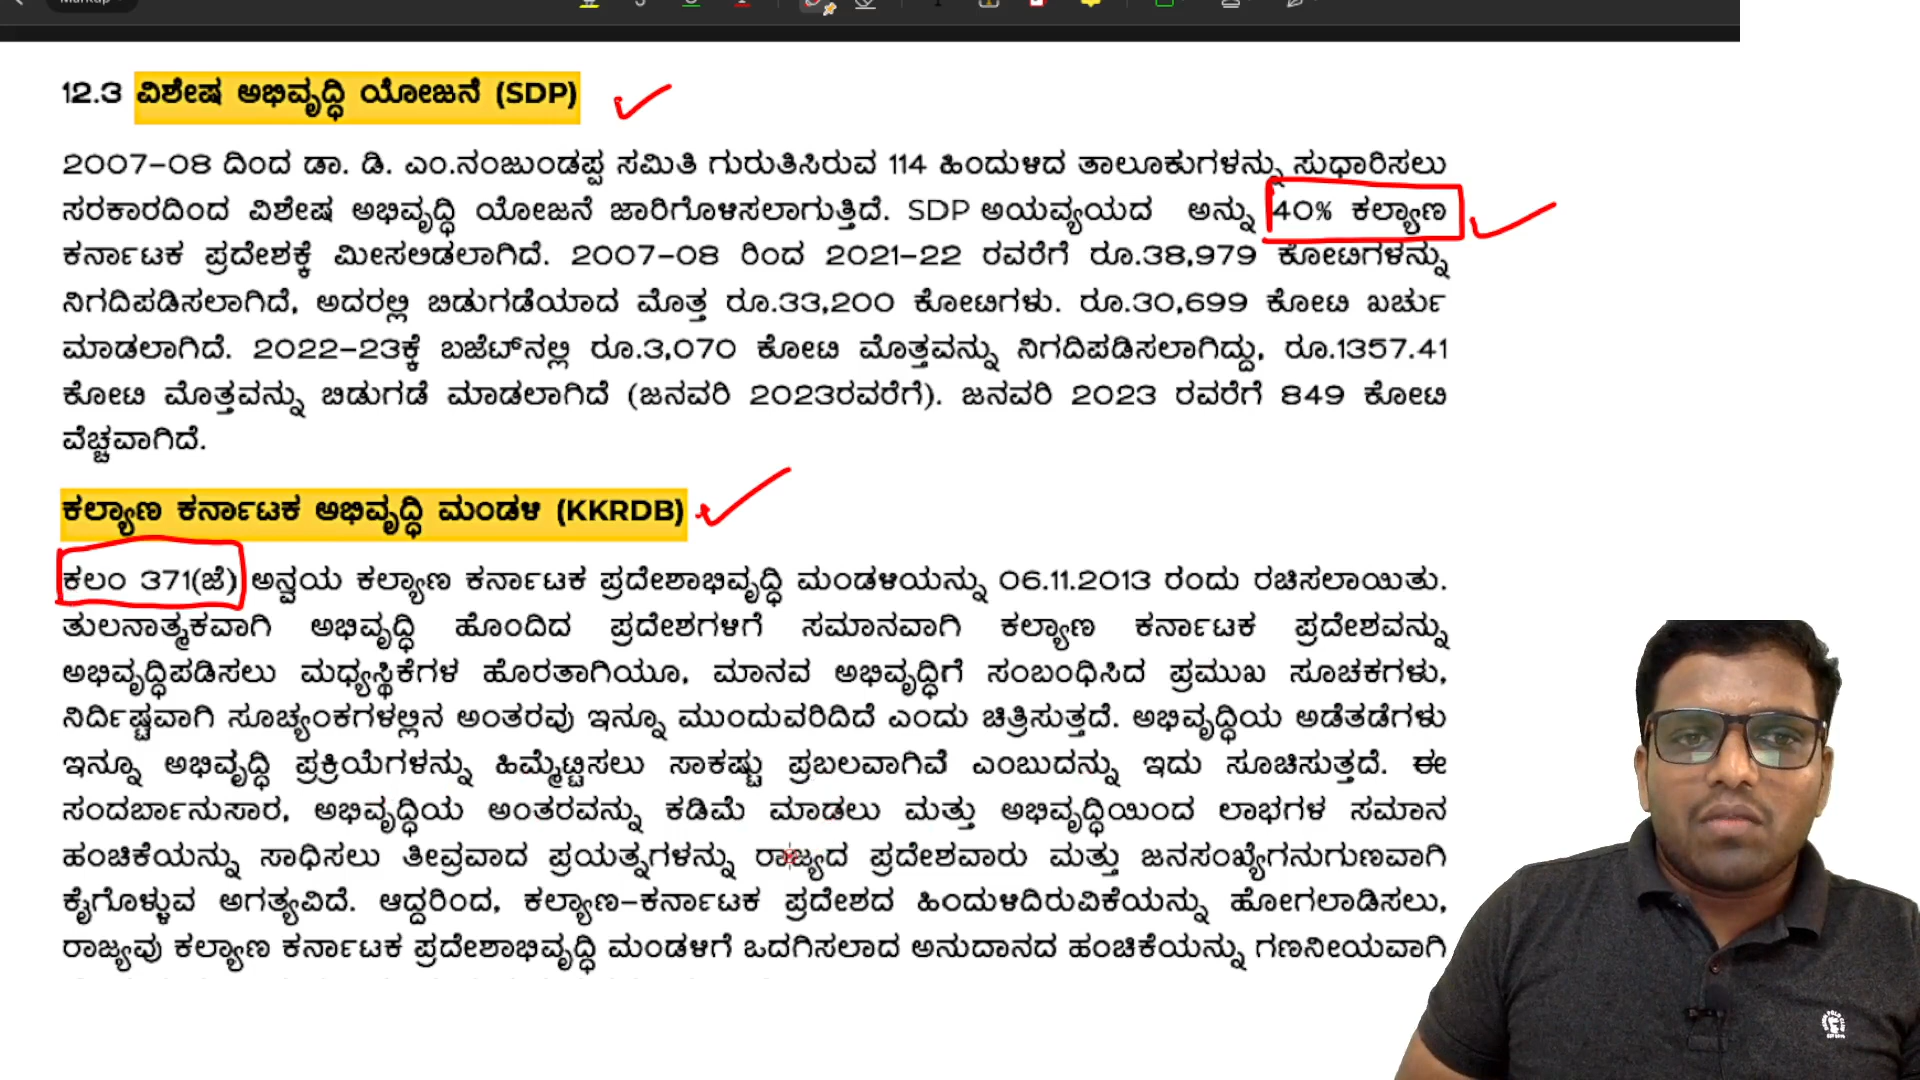 12.3 ವಿಶೇಷ ಅಭಿವೃದ್ಧಿ ಯೋಜನೆ (SDP)
2007-08 ದಿಂದ ಡಾ. ಡಿ. ಎಂ.ನಂಜುಂಡಪ್ಪ ಸಮಿತಿ ಗುರುತಿಸಿರುವ 114 ಹಿಂದುಳಿದ ತಾಲೂಕುಗಳನ್ನು ಸುಧಾರಿಸಲು
ಸರಕಾರದಿಂದ ವಿಶೇಷ ಅಭಿವೃದ್ಧಿ ಯೋಜನೆ ಜಾರಿಗೊಳಿಸಲಾಗುತ್ತಿದೆ. SDP ಅಯವ್ಯಯದ ಅನ್ನು 40% ಕಲ್ಯಾಣ
ಕರ್ನಾಟಕ ಪ್ರದೇಶಕ್ಕೆ ಮೀಸಲಿಡಲಾಗಿದೆ. 2007-08 ರಿಂದ 2021-22 ರವರೆಗೆ ರೂ.38,979 ಕೋಟಿಗಳನ್ನು
ನಿಗದಿಪಡಿಸಲಾಗಿದೆ, ಅದರಲ್ಲಿ ಬಿಡುಗಡೆಯಾದ ಮೊತ್ತ ರೂ.33,200 ಕೋಟಿಗಳು. ರೂ.30,699 ಕೋಟಿ ಖರ್ಚು
ಮಾಡಲಾಗಿದೆ. 2022-23ಕ್ಕೆ ಬಜೆಟ್‌ನಲ್ಲಿ ರೂ.3,070 ಕೋಟಿ ಮೊತ್ತವನ್ನು ನಿಗದಿಪಡಿಸಲಾಗಿದ್ದು, ರೂ.1357.41
ಕೋಟಿ ಮೊತ್ತವನ್ನು ಬಿಡುಗಡೆ ಮಾಡಲಾಗಿದೆ (ಜನವರಿ 2023ರವರೆಗೆ). ಜನವರಿ 2023 ರವರೆಗೆ 849 ಕೋಟಿ
ವೆಚ್ಚವಾಗಿದೆ.
ಕಲ್ಯಾಣ ಕರ್ನಾಟಕ ಅಭಿವೃದ್ಧಿ ಮಂಡಳಿ (KKRDB)
ಕಲಂ 371(ಜೆ) ಅನ್ವಯ ಕಲ್ಯಾಣ ಕರ್ನಾಟಕ ಪ್ರದೇಶಾಭಿವೃದ್ಧಿ ಮಂಡಳಿಯನ್ನು 06.11.2013 ರಂದು ರಚಿಸಲಾಯಿತು.
ತುಲನಾತ್ಮಕವಾಗಿ ಅಭಿವೃದ್ಧಿ ಹೊಂದಿದ ಪ್ರದೇಶಗಳಿಗೆ ಸಮಾನವಾಗಿ ಕಲ್ಯಾಣ ಕರ್ನಾಟಕ ಪ್ರದೇಶವನ್ನು
ಅಭಿವೃದ್ಧಿಪಡಿಸಲು ಮಧ್ಯಸ್ಥಿಕೆಗಳ ಹೊರತಾಗಿಯೂ, ಮಾನವ ಅಭಿವೃದ್ಧಿಗೆ ಸಂಬಂಧಿಸಿದ ಪ್ರಮುಖ ಸೂಚಕಗಳು,
ನಿರ್ದಿಷ್ಟವಾಗಿ ಸೂಚ್ಯಂಕಗಳಲ್ಲಿನ ಅಂತರವು ಇನ್ನೂ ಮುಂದುವರಿದಿದೆ ಎಂದು ಚಿತ್ರಿಸುತ್ತದೆ. ಅಭಿವೃದ್ಧಿಯ ಅಡೆತಡೆಗಳು
ಇನ್ನೂ ಅಭಿವೃದ್ಧಿ ಪ್ರಕ್ರಿಯೆಗಳನ್ನು ಹಿಮ್ಮೆಟ್ಟಿಸಲು ಸಾಕಷ್ಟು ಪ್ರಬಲವಾಗಿವೆ ಎಂಬುದನ್ನು ಇದು ಸೂಚಿಸುತ್ತದೆ. ಈ
ಸಂದರ್ಬಾನುಸಾರ, ಅಭಿವೃದ್ಧಿಯ ಅಂತರವನ್ನು ಕಡಿಮೆ ಮಾಡಲು ಮತ್ತು ಅಭಿವೃದ್ಧಿಯಿಂದ ಲಾಭಗಳ ಸಮಾನ
ಹಂಚಿಕೆಯನ್ನು ಸಾಧಿಸಲು ತೀವ್ರವಾದ ಪ್ರಯತ್ನಗಳನ್ನು ರಾಜ್ಯದ ಪ್ರದೇಶವಾರು ಮತ್ತು ಜನಸಂಖ್ಯೆಗನುಗುಣವಾಗಿ
ಕೈಗೊಳ್ಳುವ ಅಗತ್ಯವಿದೆ. ಆದ್ದರಿಂದ, ಕಲ್ಯಾಣ-ಕರ್ನಾಟಕ ಪ್ರದೇಶದ ಹಿಂದುಳಿದಿರುವಿಕೆಯನ್ನು ಹೋಗಲಾಡಿಸಲು,
ರಾಜ್ಯವು ಕಲ್ಯಾಣ ಕರ್ನಾಟಕ ಪ್ರದೇಶಾಭಿವೃದ್ಧಿ ಮಂಡಳಿಗೆ ಒದಗಿಸಲಾದ ಅನುದಾನದ ಹಂಚಿಕೆಯನ್ನು ಗಣನೀಯವಾಗಿ